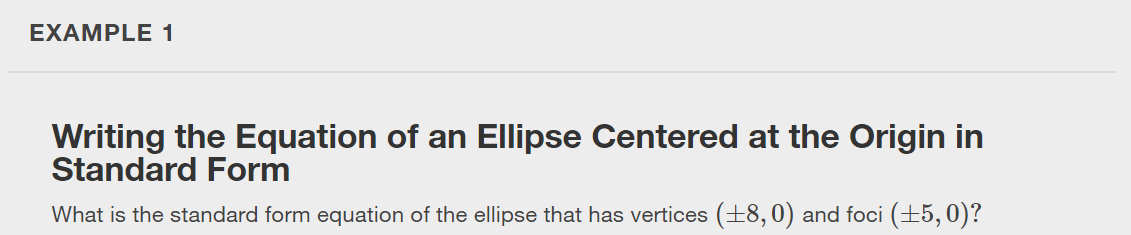 EXAMPLE 1
Writing the Equation of an Ellipse Centered at the Origin in
Standard Form
What is the standard form equation of the ellipse that has vertices (±8, 0) and foci (±5, 0)?